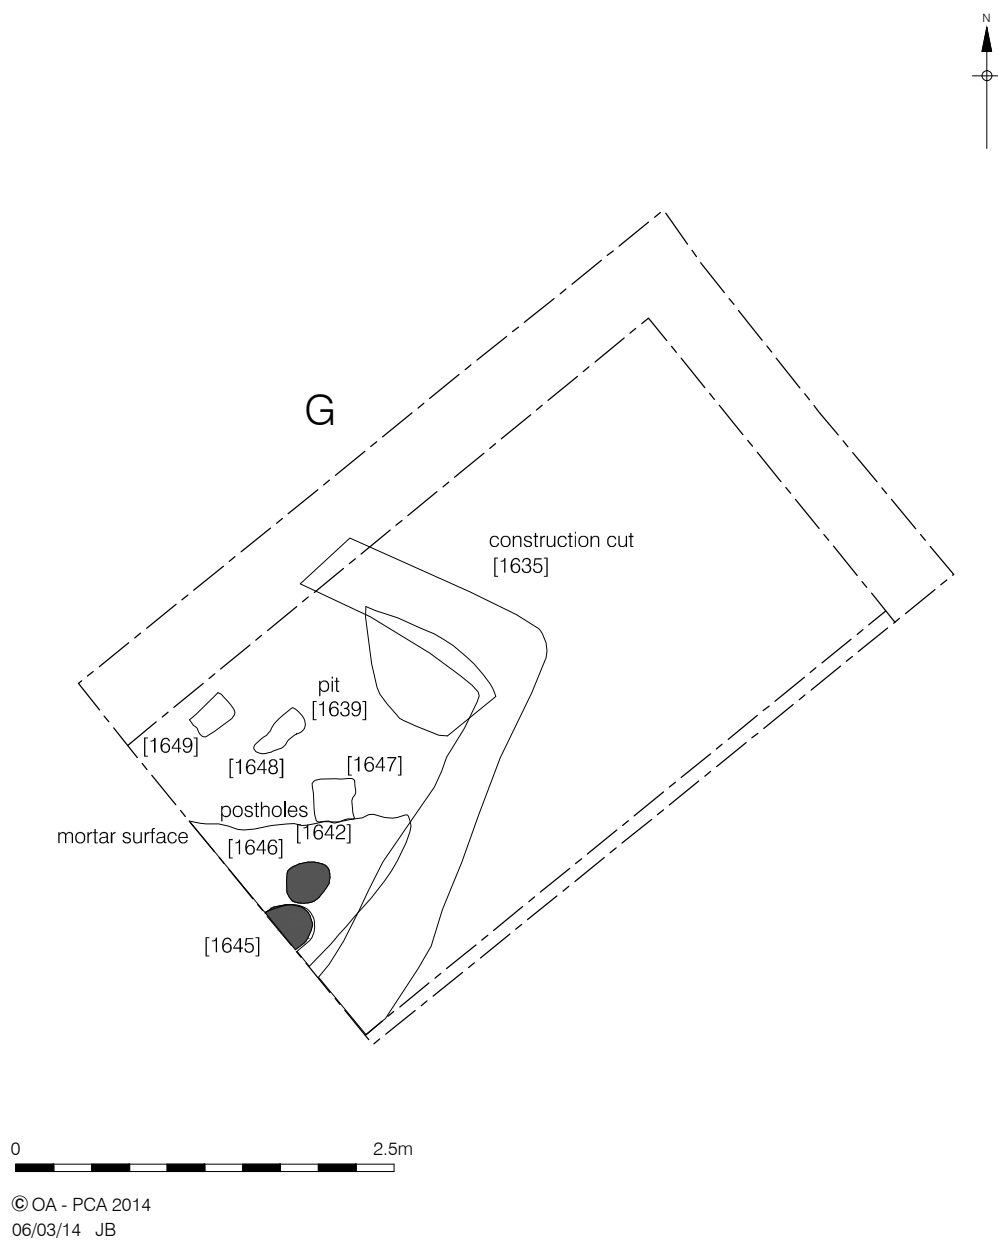 N
G
construction cut
[1635]
pit
[1639]
[1649]
[1648]
[1647]
postholes
[1642]
mortar surface
[1646]
[1645]
0 2.5m
© OA - PCA 2014
06/03/14 JB